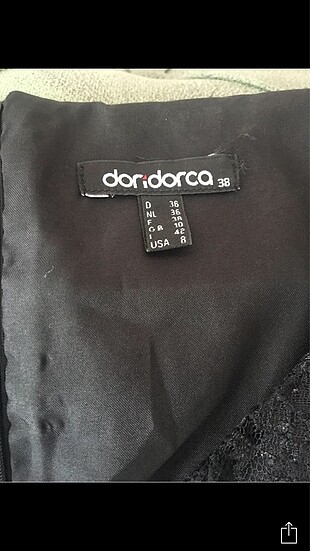 doridorca 38
D 36
NL 36
F 38
GB 10
I 42
USA 8